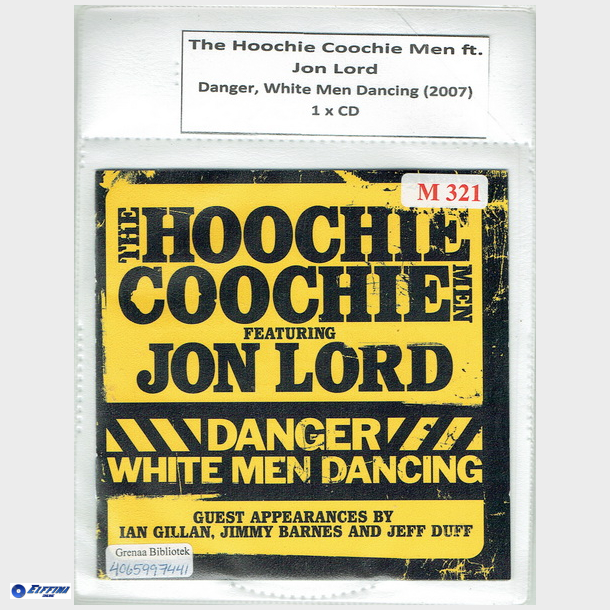 The Hoochie Coochie Men ft.
Jon Lord
Danger, White Men Dancing (2007)
1 x CD
M 321
THE HOOCHIE
COOCHIE MEN
FEATURING
JON LORD
DANGER
WHITE MEN DANCING
GUEST APPEARANCES BY
IAN GILLAN, JIMMY BARNES AND JEFF DUFF
Grenaa Bibliotek
4065997441